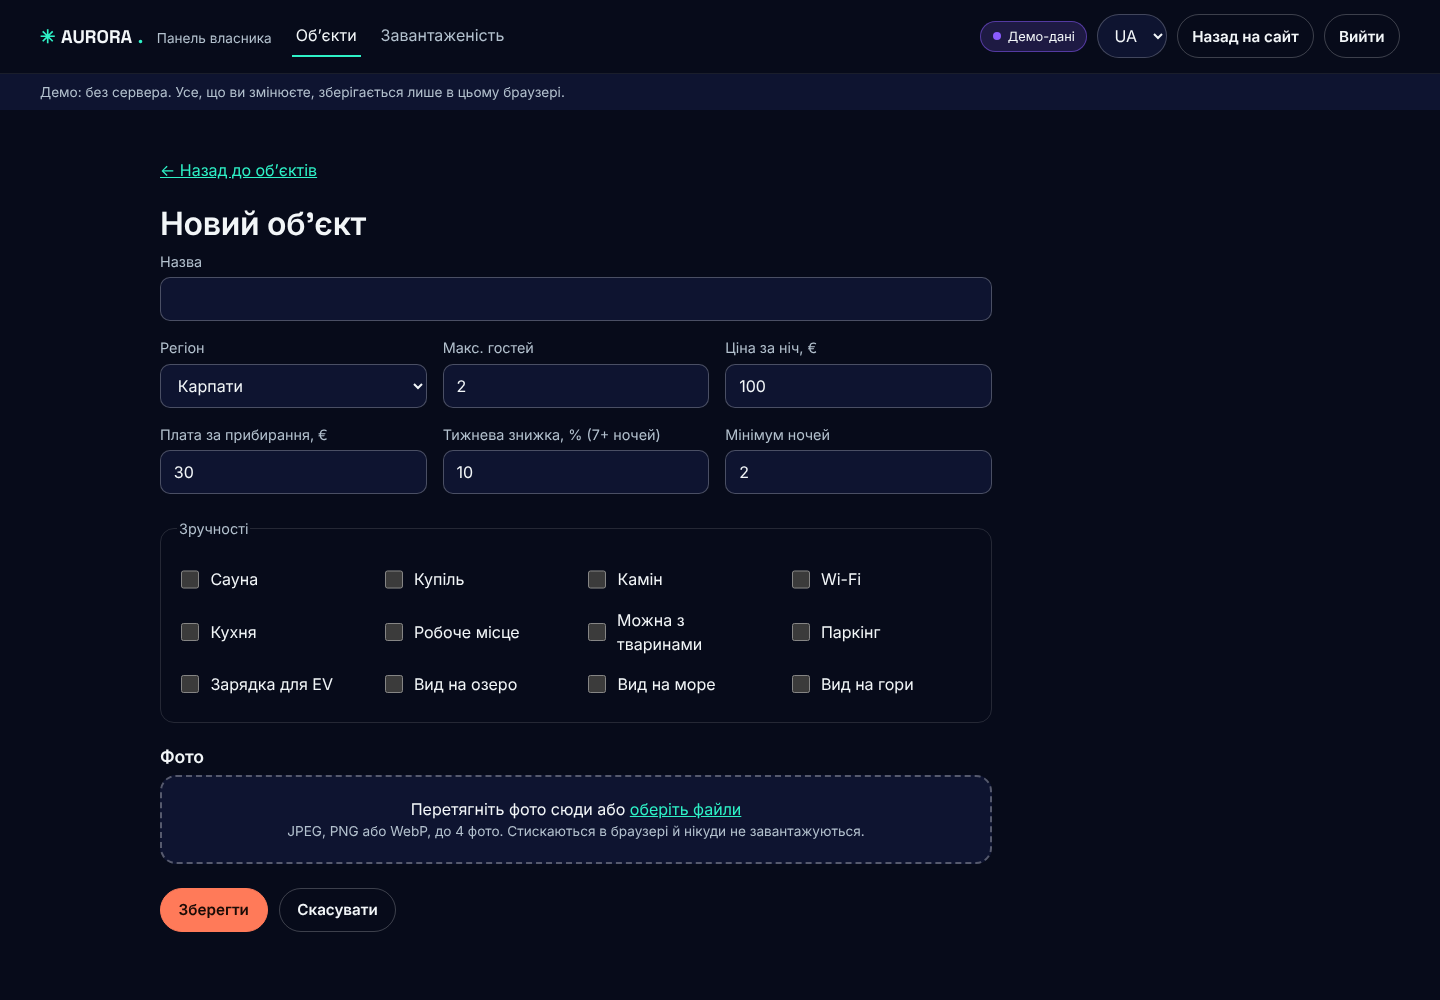 AURORA. Панель власника Об’єкти Завантаженість Демо-дані UA Назад на сайт Вийти
Демо: без сервера. Усе, що ви змінюєте, зберігається лише в цьому браузері.
← Назад до об’єктів
Новий об’єкт
Назва
Регіон Макс. гостей Ціна за ніч, €
Карпати 2 100
Плата за прибирання, € Тижнева знижка, % (7+ ночей) Мінімум ночей
30 10 2
Зручності
Сауна Купіль Камін Wi-Fi
Кухня Робоче місце Можна з тваринами Паркінг
Зарядка для EV Вид на озеро Вид на море Вид на гори
Фото
Перетягніть фото сюди або оберіть файли
JPEG, PNG або WebP, до 4 фото. Стискаються в браузері й нікуди не завантажуються.
Зберегти Скасувати